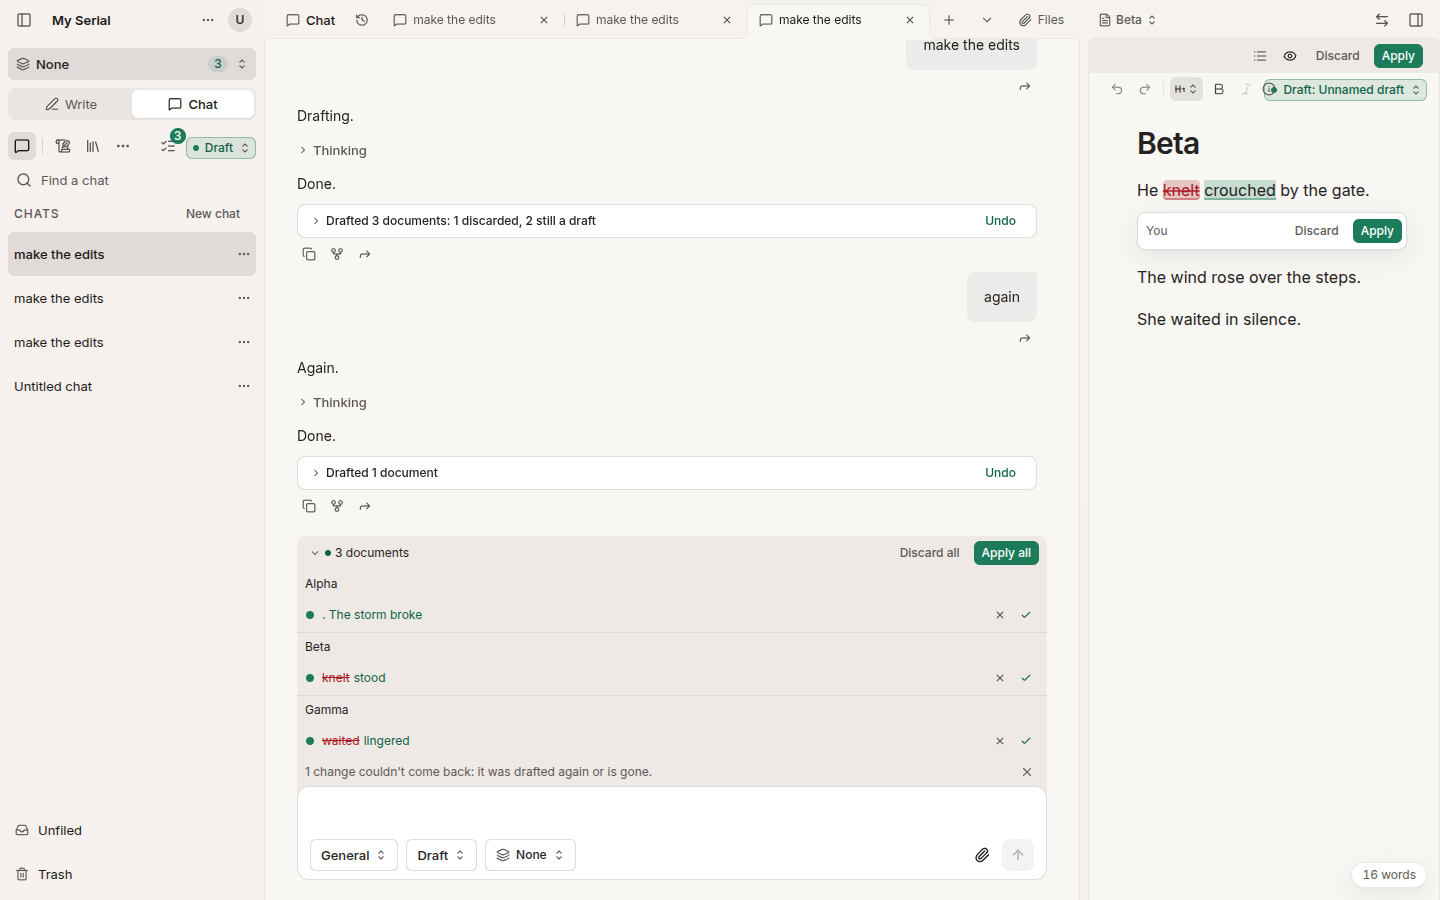 My Serial
U
Chat
make the edits
make the edits
make the edits
Files
Beta
None
3
Write
Chat
3
Draft
Find a chat
CHATS
New chat
make the edits
make the edits
make the edits
Untitled chat
Unfiled
Trash
make the edits
Drafting.
Thinking
Done.
Drafted 3 documents: 1 discarded, 2 still a draft
Undo
again
Again.
Thinking
Done.
Drafted 1 document
Undo
3 documents
Discard all
Apply all
Alpha
. The storm broke
Beta
knelt stood
Gamma
waited lingered
1 change couldn't come back: it was drafted again or is gone.
General
Draft
None
Discard
Apply
H1
B
I
Draft: Unnamed draft
Beta
He knelt crouched by the gate.
You
Discard
Apply
The wind rose over the steps.
She waited in silence.
16 words